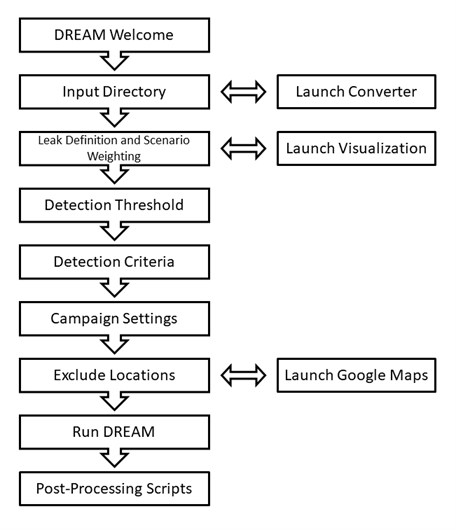 DREAM Welcome
Input Directory
Launch Converter
Leak Definition and Scenario
Weighting
Launch Visualization
Detection Threshold
Detection Criteria
Campaign Settings
Exclude Locations
Launch Google Maps
Run DREAM
Post-Processing Scripts